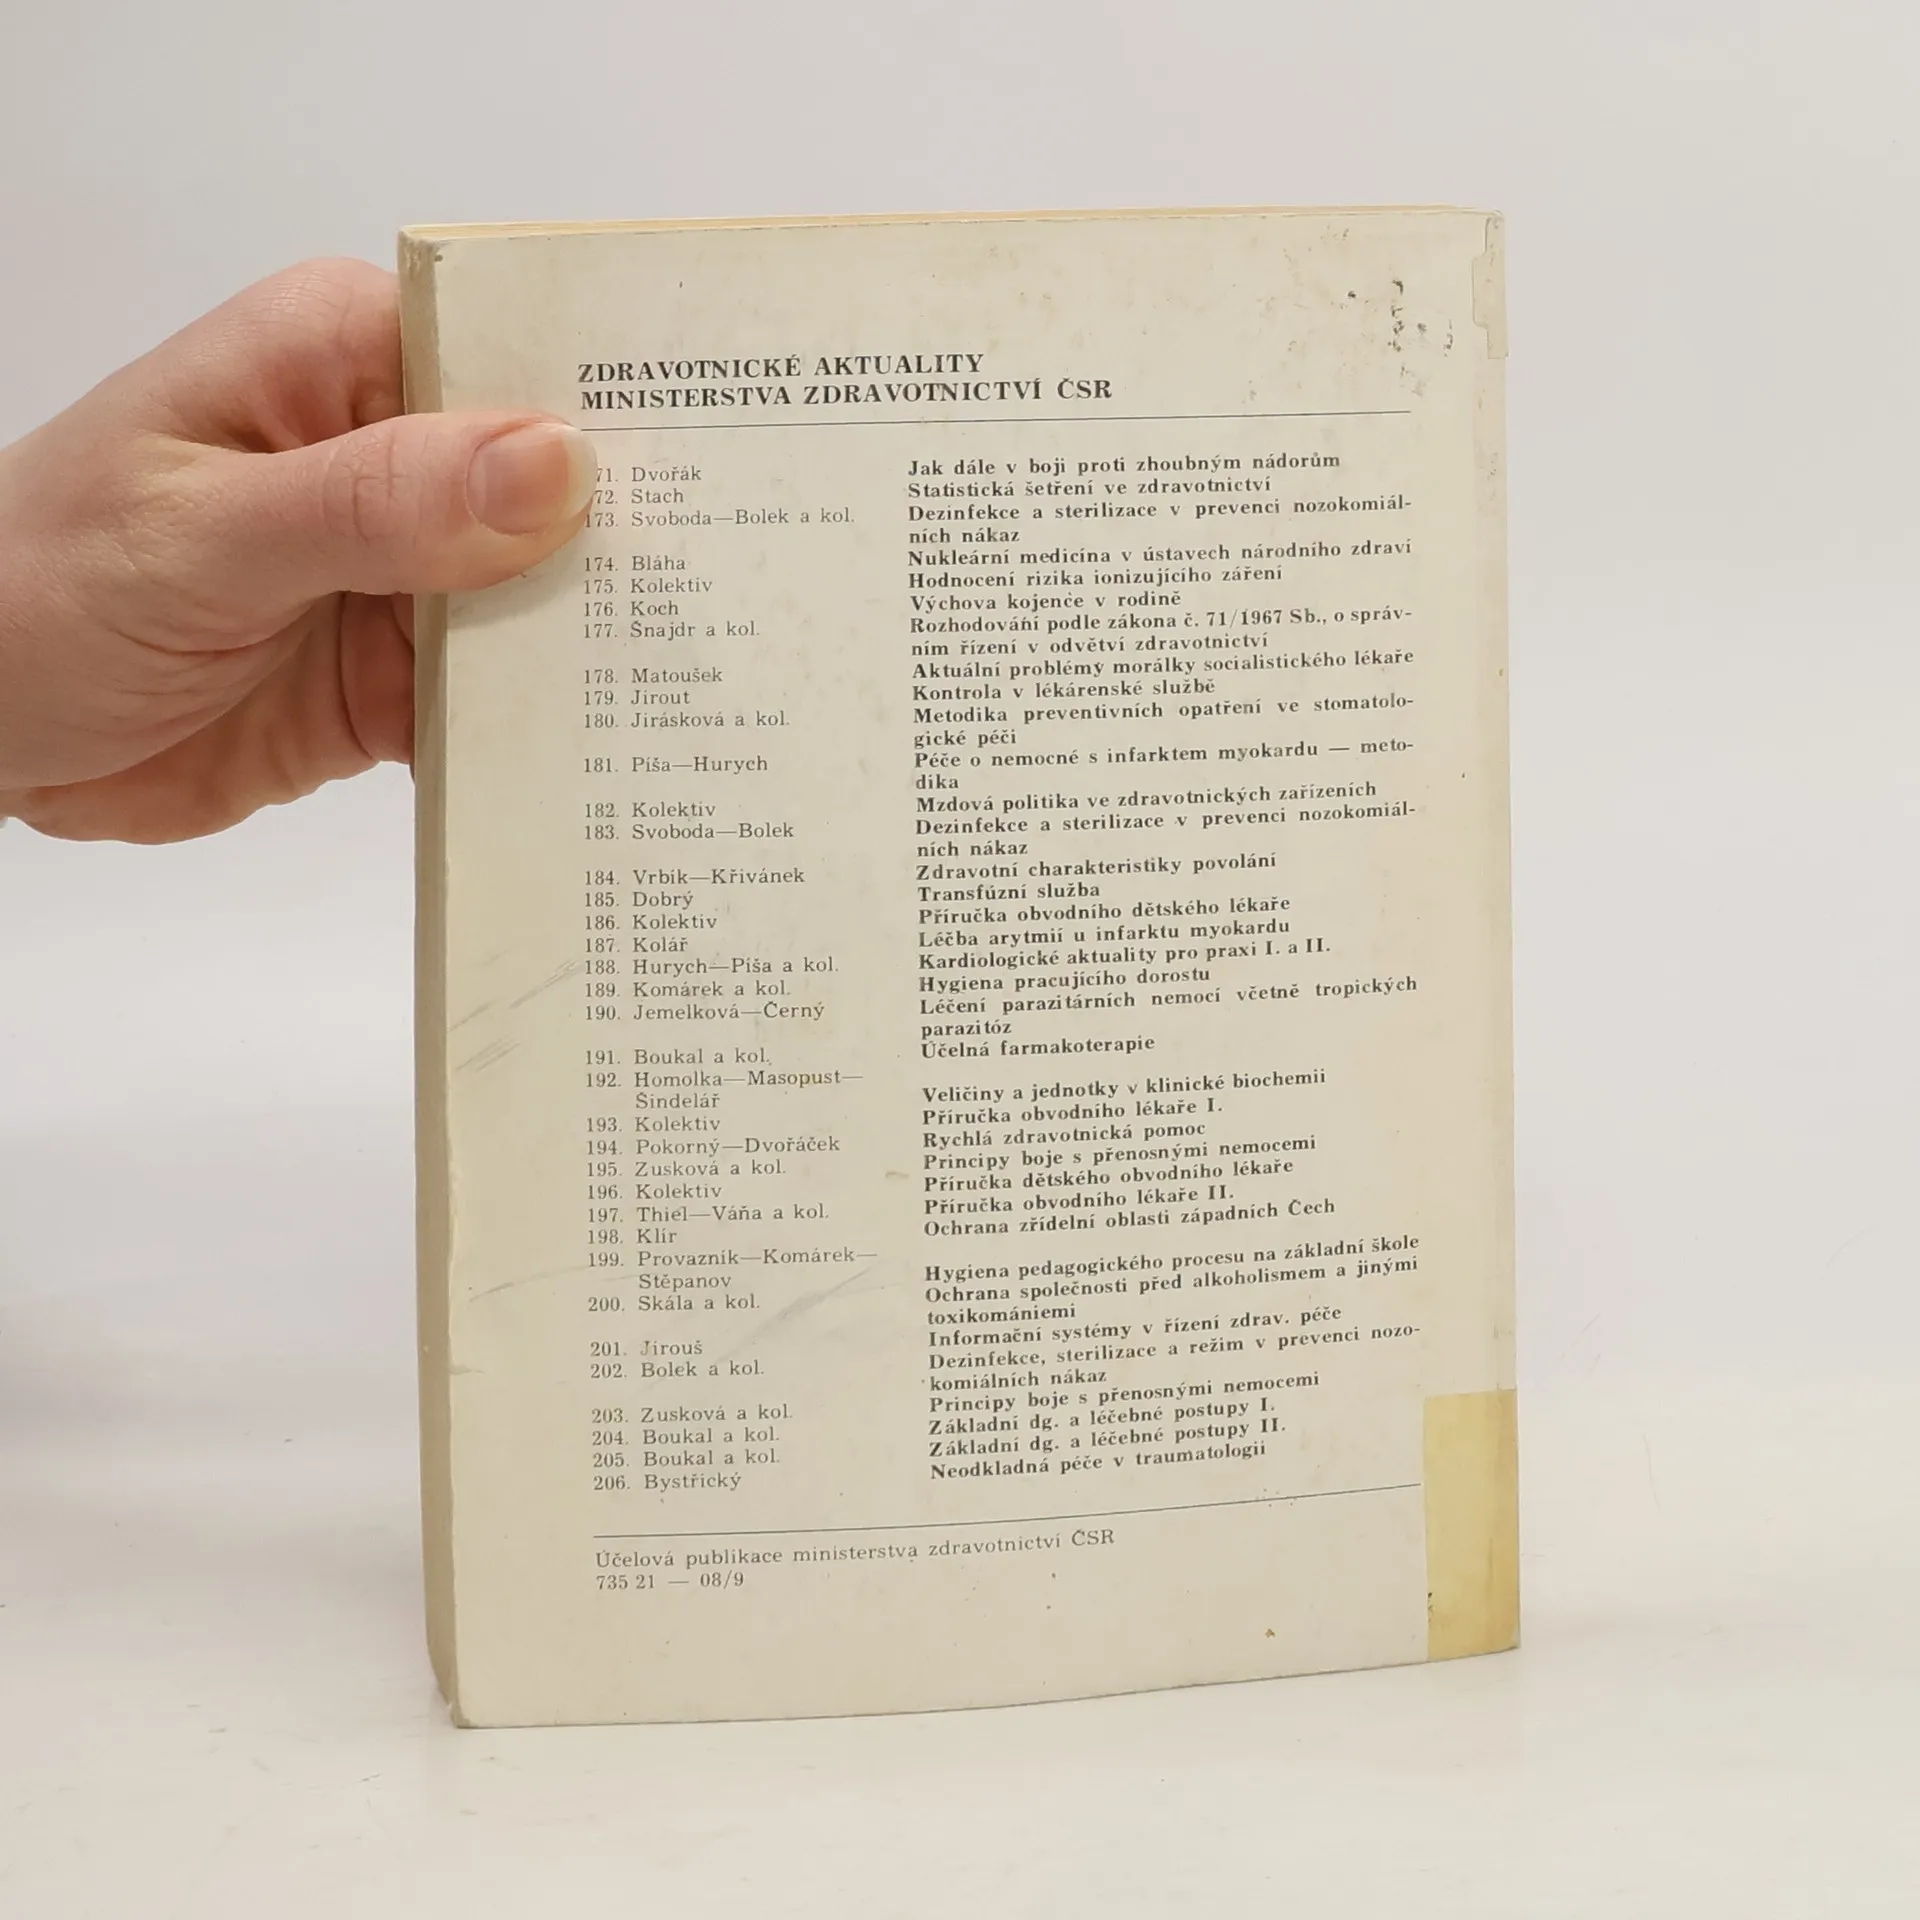 ZDRAVOTNICKÉ AKTUALITY
MINISTERSTVA ZDRAVOTNICTVÍ ČSR
71. Dvořák Jak dále v boji proti zhoubným nádorům
72. Stach Statistická šetření ve zdravotnictví
173. Svoboda—Bolek a kol. Dezinfekce a sterilizace v prevenci nozokomiál-
ních nákaz
174. Bláha Nukleární medicína v ústavech národního zdraví
175. Kolektiv Hodnocení rizika ionizujícího záření
176. Koch Výchova kojence v rodině
177. Šnajdr a kol. Rozhodování podle zákona č. 71/1967 Sb., o správ-
ním řízení v odvětví zdravotnictví
178. Matoušek Aktuální problémy morálky socialistického lékaře
179. Jirout Kontrola v lékárenské službě
180. Jirásková a kol. Metodika preventivních opatření ve stomatolo-
gické péči
181. Píša—Hurych Péče o nemocné s infarktem myokardu — meto-
dika
182. Kolektiv Mzdová politika ve zdravotnických zařízeních
183. Svoboda—Bolek Dezinfekce a sterilizace v prevenci nozokomiál-
ních nákaz
184. Vrbík—Křivánek Zdravotní charakteristiky povolání
185. Dobrý Transfúzní služba
186. Kolektiv Příručka obvodního dětského lékaře
187. Kolář Léčba arytmií u infarktu myokardu
188. Hurych—Píša a kol. Kardiologické aktuality pro praxi I. a II.
189. Komárek a kol. Hygiena pracujícího dorostu
190. Jemelková—Černý Léčení parazitárních nemocí včetně tropických
parazitóz
191. Boukal a kol. Účelná farmakoterapie
192. Homolka—Masopust—
Šindelář Veličiny a jednotky v klinické biochemii
193. Kolektiv Příručka obvodního lékaře I.
194. Pokorný—Dvořáček Rychlá zdravotnická pomoc
195. Zusková a kol. Principy boje s přenosnými nemocemi
196. Kolektiv Příručka dětského obvodního lékaře
197. Thiel—Váňa a kol. Příručka obvodního lékaře II.
198. Klír Ochrana zřídelní oblasti západních Čech
199. Provazník—Komárek—
Stěpanov Hygiena pedagogického procesu na základní škole
200. Skála a kol. Ochrana společnosti před alkoholismem a jinými
toxikomániemi
201. Jirouš Informační systémy v řízení zdrav. péče
202. Bolek a kol. Dezinfekce, sterilizace a režim v prevenci nozo-
komiálních nákaz
203. Zusková a kol. Principy boje s přenosnými nemocemi
204. Boukal a kol. Základní dg. a léčebné postupy I.
205. Boukal a kol. Základní dg. a léčebné postupy II.
206. Bystřický Neodkladná péče v traumatologii
Účelová publikace ministerstva zdravotnictví ČSR
735 21 — 08/9